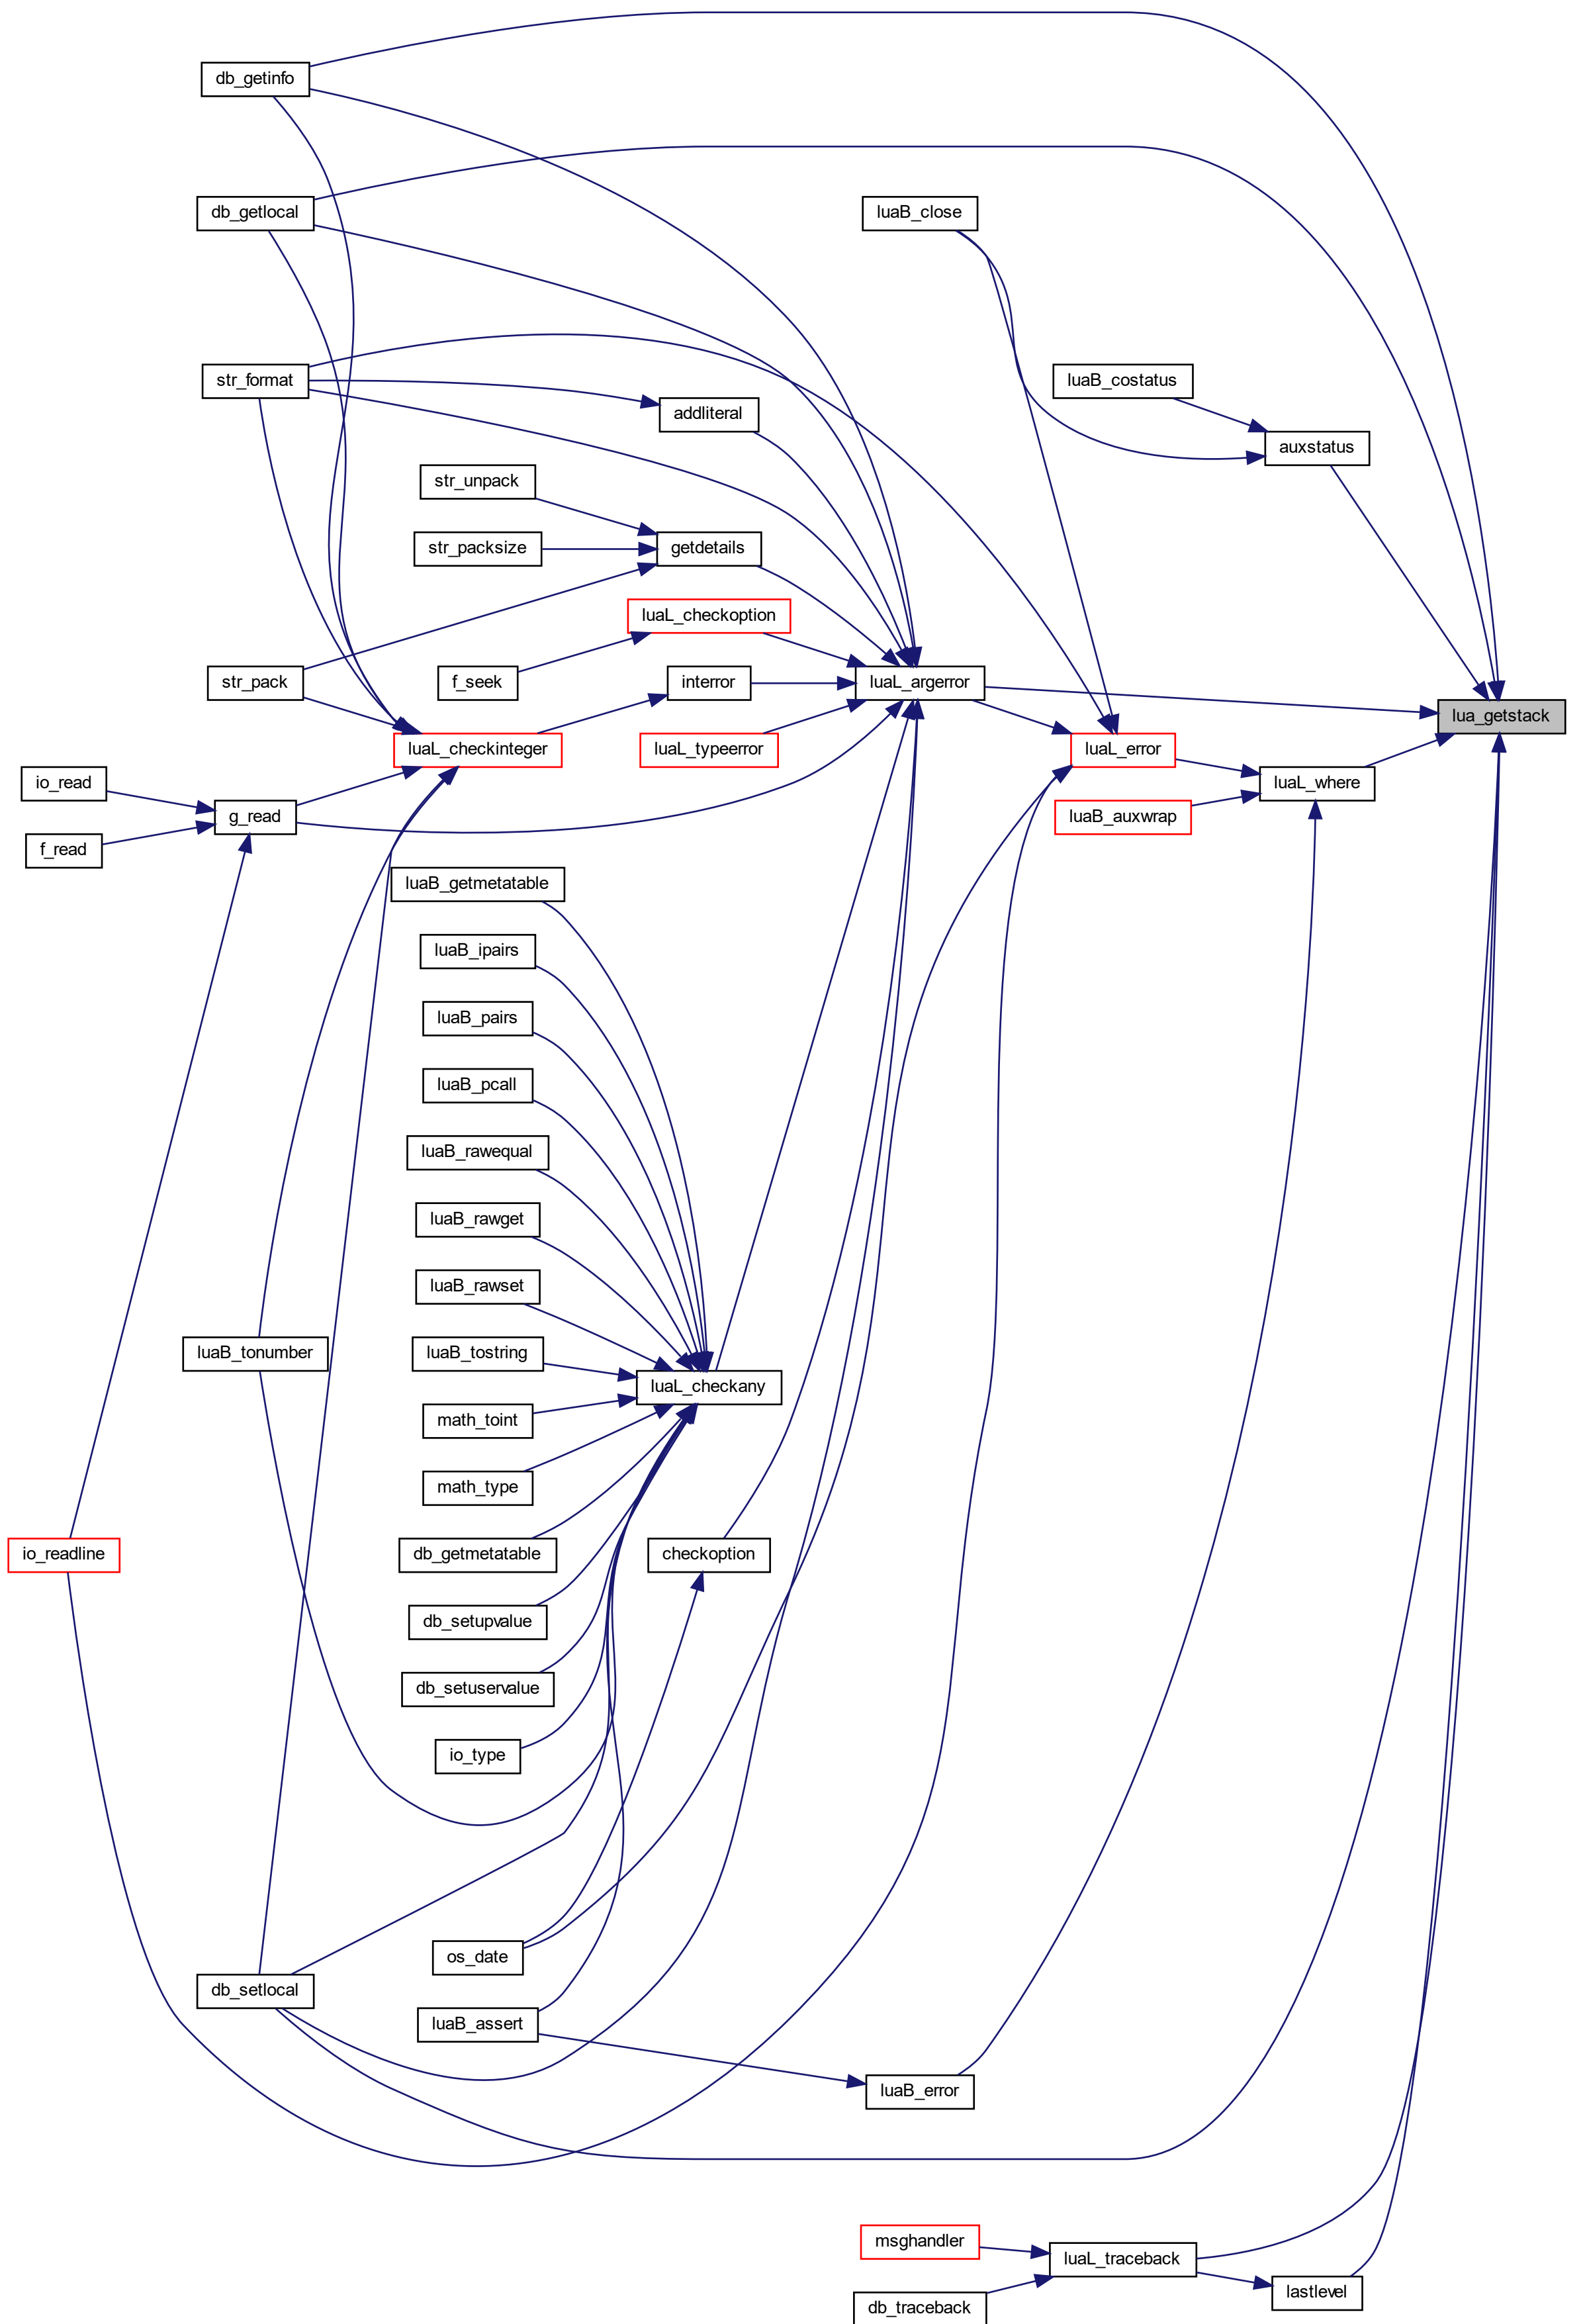 db_getinfo
db_getlocal
luaB_close
str_format
luaB_costatus
addliteral
auxstatus
str_unpack
str_packsize
getdetails
luaL_checkoption
str_pack
f_seek
interror
luaL_argerror
lua_getstack
luaL_checkinteger
luaL_typeerror
luaL_error
io_read
luaL_where
g_read
luaB_auxwrap
f_read
luaB_getmetatable
luaB_ipairs
luaB_pairs
luaB_pcall
luaB_rawequal
luaB_rawget
luaB_rawset
luaB_tonumber
luaB_tostring
luaL_checkany
math_toint
math_type
io_readline
db_getmetatable
checkoption
db_setupvalue
db_setuservalue
io_type
os_date
db_setlocal
luaB_assert
luaB_error
msghandler
luaL_traceback
lastlevel
db_traceback